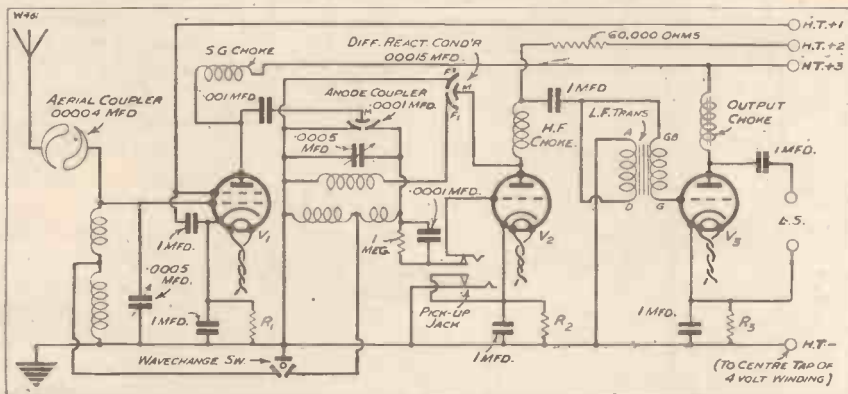 W461
AERIAL COUPLER
.00004 MFD
S.G CHOKE
.001 MFD
DIFF. REACT COND'R
.00015 MFD.
ANODE COUPLER
.0001 MFD.
M
F2
M
F1
.0005
MFD
60,000 OHMS
H.T.+1
H.T.+2
H.T.+3
1 MFD
L.F. TRANS
A
GB
D
G
H.F
CHOKE.
OUTPUT
CHOKE
1 MFD.
L.S.
.0001 MFD.
1
MEG
V1
V2
V3
1 MFD.
.0005
MFD.
1 MFD.
R1
PICK-UP
JACK
1 MFD.
R2
1 MFD.
R3
WAVECHANGE SW.
H.T.-
(TO CENTRE TAP OF
4 VOLT WINDING)